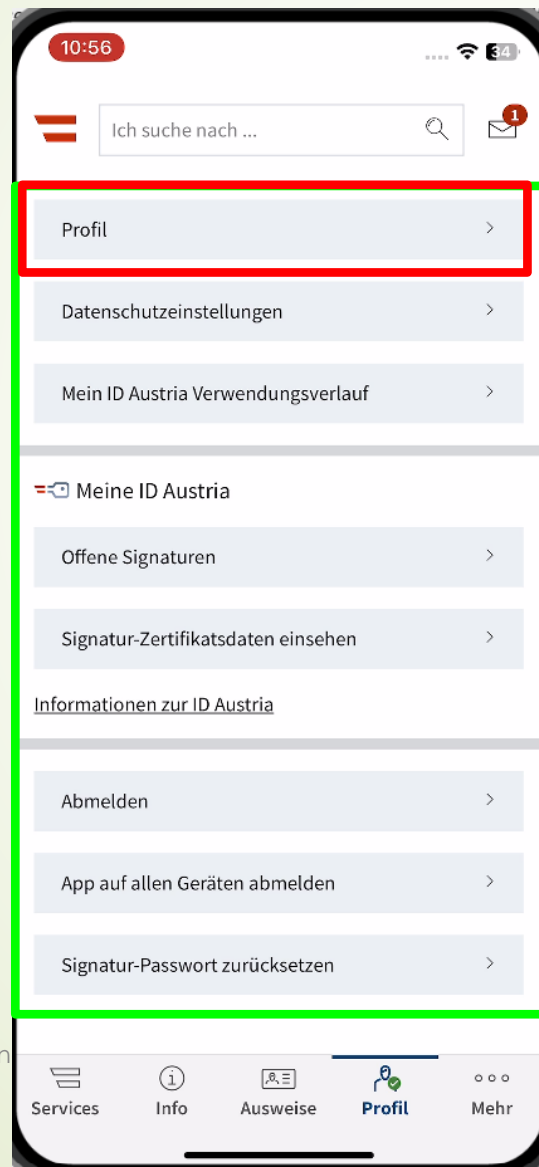 10:56
34
Ich suche nach ...
1
Profil
Datenschutzeinstellungen
Mein ID Austria Verwendungsverlauf
Meine ID Austria
Offene Signaturen
Signatur-Zertifikatsdaten einsehen
Informationen zur ID Austria
Abmelden
App auf allen Geräten abmelden
Signatur-Passwort zurücksetzen
Services Info Ausweise Profil Mehr